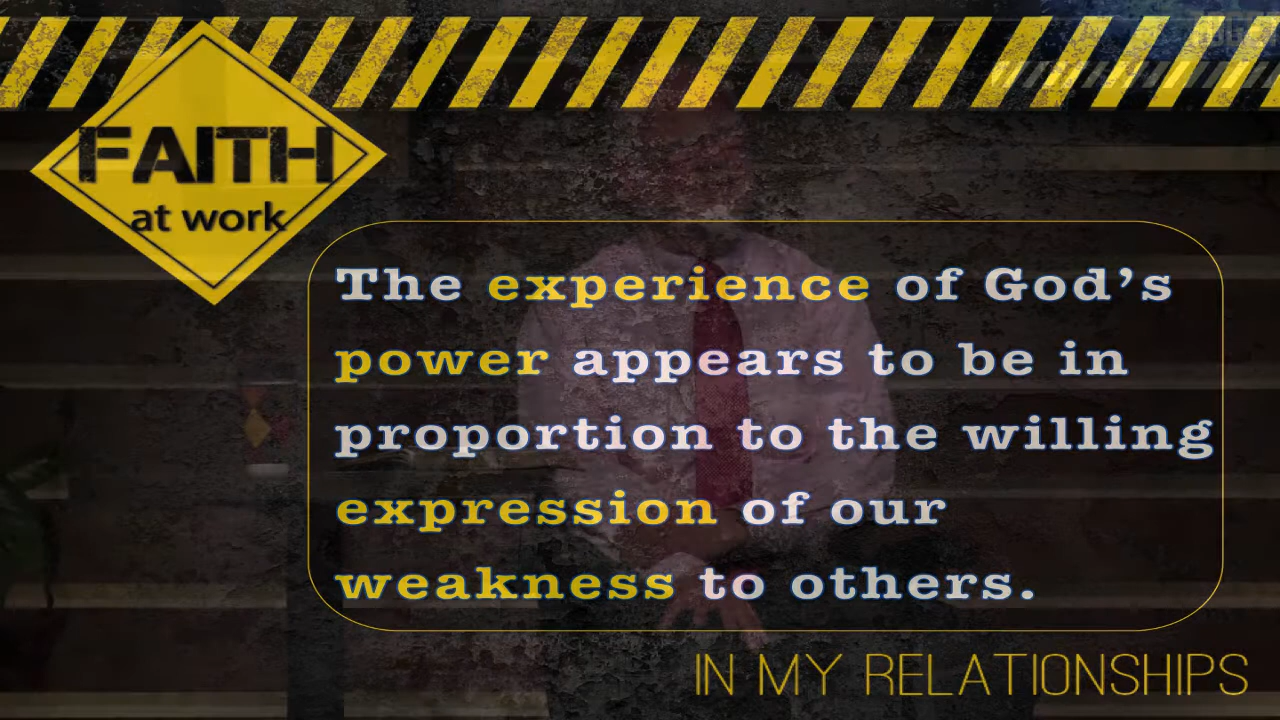 FAITH
at work
The experience of God’s
power appears to be in
proportion to the willing
expression of our
weakness to others.
IN MY RELATIONSHIPS